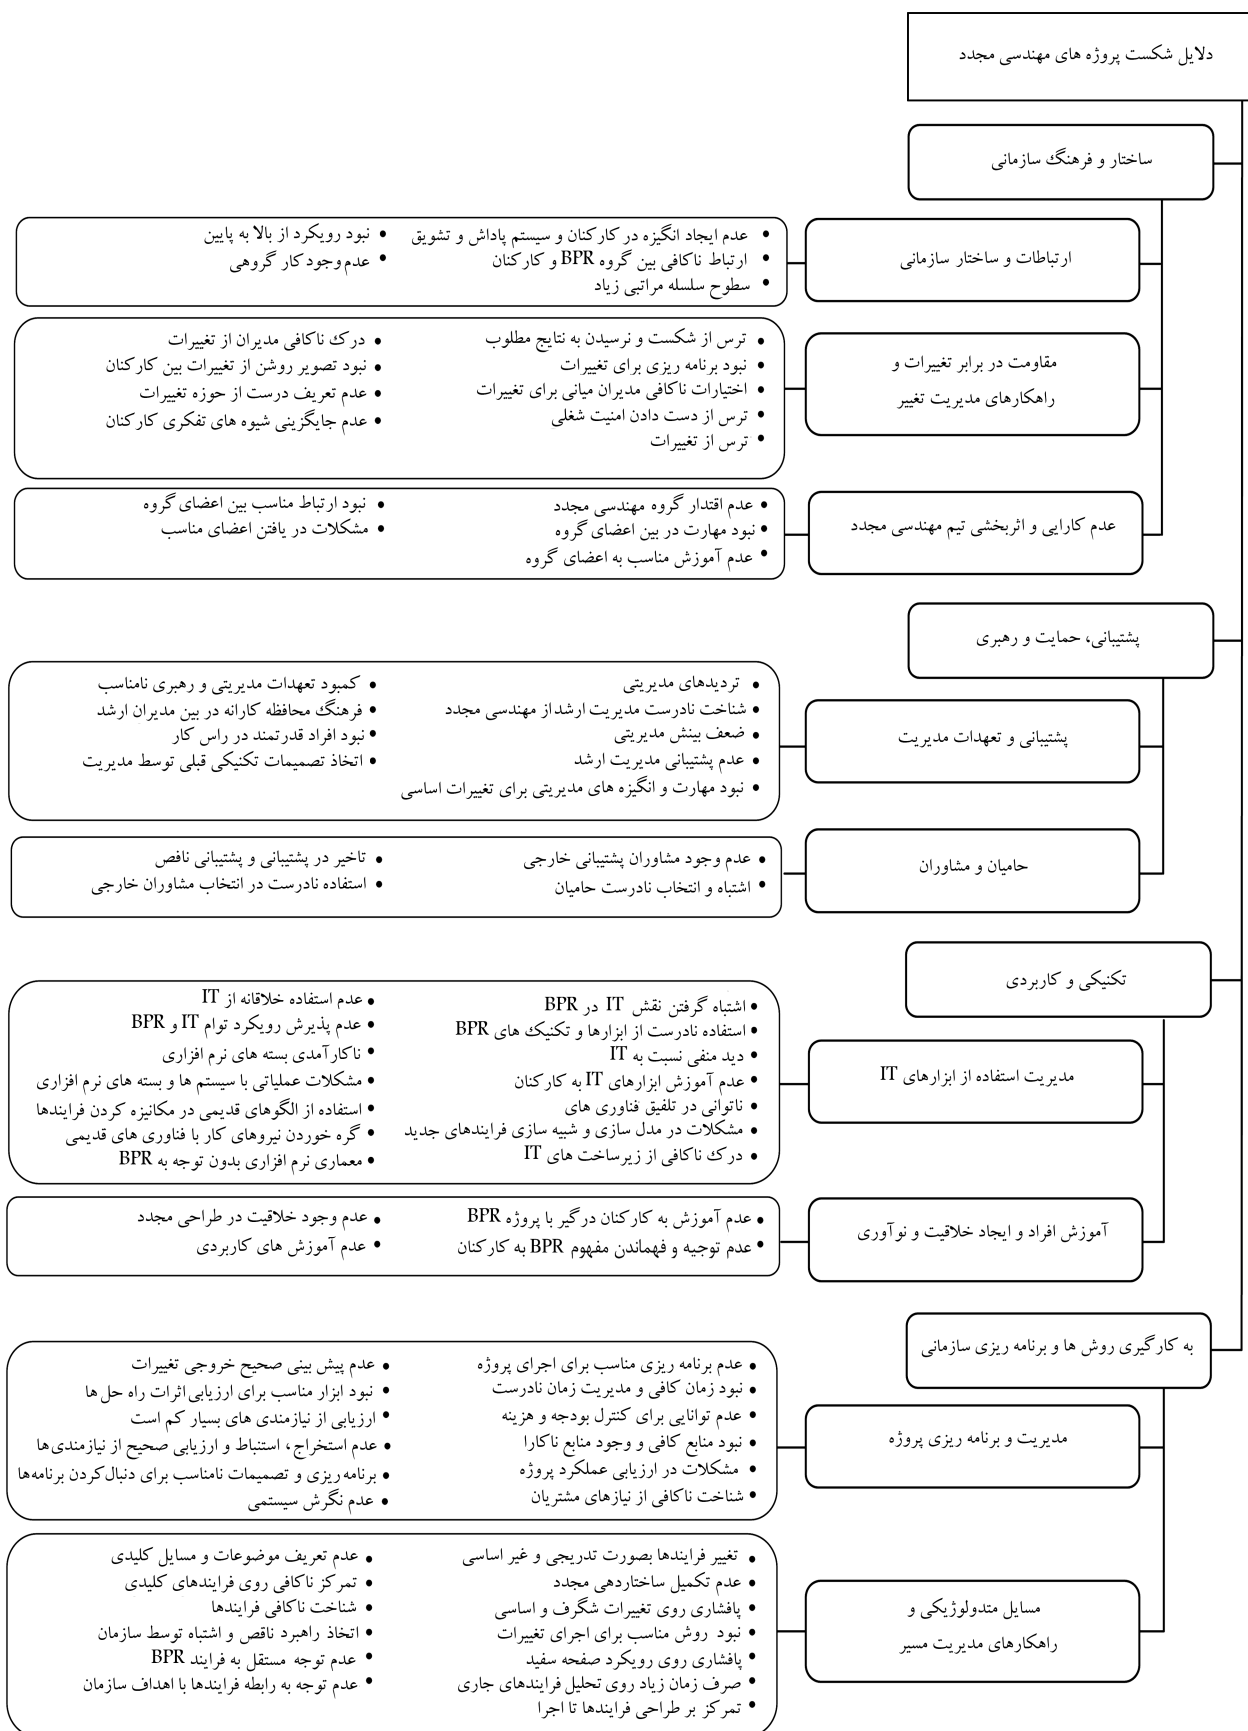 دلایل شکست پروژه های مهندسی مجدد
ساختار و فرهنگ سازمانی
ارتباطات و ساختار سازمانی
عدم ایجاد انگیزه در کارکنان و سیستم پاداش و تشویق
ارتباط ناکافی بین گروه BPR و کارکنان
سطوح سلسله مراتبی زیاد
نبود رویکرد از بالا به پایین
عدم وجود کار گروهی
مقاومت در برابر تغییرات و
راهکارهای مدیریت تغییر
ترس از شکست و نرسیدن به نتایج مطلوب
نبود برنامه ریزی برای تغییرات
اختیارات ناکافی مدیران میانی برای تغییرات
ترس از دست دادن امنیت شغلی
ترس از تغییرات
درک ناکافی مدیران از تغییرات
نبود تصویر روشن از تغییرات بین کارکنان
عدم تعریف درست از حوزه تغییرات
عدم جایگزینی شیوه های تفکری کارکنان
عدم کارایی و اثربخشی تیم مهندسی مجدد
عدم اقتدار گروه مهندسی مجدد
نبود مهارت در بین اعضای گروه
عدم آموزش مناسب به اعضای گروه
نبود ارتباط مناسب بین اعضای گروه
مشکلات در یافتن اعضای مناسب
پشتیبانی، حمایت و رهبری
پشتیبانی و تعهدات مدیریت
تردیدهای مدیریتی
شناخت نادرست مدیریت ارشد از مهندسی مجدد
ضعف بینش مدیریتی
عدم پشتیبانی مدیریت ارشد
نبود مهارت و انگیزه های مدیریتی برای تغییرات اساسی
کمبود تعهدات مدیریتی و رهبری نامناسب
فرهنگ محافظه کارانه در بین مدیران ارشد
نبود افراد قدرتمند در راس کار
اتخاذ تصمیمات تکنیکی قبلی توسط مدیریت
حامیان و مشاوران
عدم وجود مشاوران پشتیبانی خارجی
اشتباه و انتخاب نادرست حامیان
تاخیر در پشتیبانی و پشتیبانی ناقص
استفاده نادرست در انتخاب مشاوران خارجی
تکنیکی و کاربردی
مدیریت استفاده از ابزارهای IT
اشتباه گرفتن نقش IT در BPR
استفاده نادرست از ابزارها و تکنیک های BPR
دید منفی نسبت به IT
عدم آموزش ابزارهای IT به کارکنان
ناتوانی در تلفیق فناوری های
مشکلات در مدل سازی و شبیه سازی فرایندهای جدید
درک ناکافی از زیرساخت های IT
عدم استفاده خلاقانه از IT
عدم پذیرش رویکرد توام IT و BPR
ناکارآمدی بسته های نرم افزاری
مشکلات عملیاتی با سیستم ها و بسته های نرم افزاری
استفاده از الگوهای قدیمی در مکانیزه کردن فرایندها
گره خوردن نیروهای کار با فناوری های قدیمی
معماری نرم افزاری بدون توجه به BPR
آموزش افراد و ایجاد خلاقیت و نوآوری
عدم آموزش به کارکنان درگیر با پروژه BPR
عدم توجیه و فهماندن مفهوم BPR به کارکنان
عدم وجود خلاقیت در طراحی مجدد
عدم آموزش های کاربردی
به کارگیری روش ها و برنامه ریزی سازمانی
مدیریت و برنامه ریزی پروژه
عدم برنامه ریزی مناسب برای اجرای پروژه
نبود زمان کافی و مدیریت زمان نادرست
عدم توانایی برای کنترل بودجه و هزینه
نبود منابع کافی و وجود منابع ناکارا
مشکلات در ارزیابی عملکرد پروژه
شناخت ناکافی از نیازهای مشتریان
عدم پیش بینی صحیح خروجی تغییرات
نبود ابزار مناسب برای ارزیابی اثرات راه حل ها
ارزیابی از نیازمندی های بسیار کم است
عدم استخراج، استنباط و ارزیابی صحیح از نیازمندی‌ها
برنامه ریزی و تصمیمات نامناسب برای دنبال کردن برنامه‌ها
عدم نگرش سیستمی
مسایل متدولوژیکی و
راهکارهای مدیریت مسیر
تغییر فرایندها بصورت تدریجی و غیر اساسی
عدم تکمیل ساختاردهی مجدد
پافشاری روی تغییرات شگرف و اساسی
نبود روش مناسب برای اجرای تغییرات
پافشاری روی رویکرد صفحه سفید
صرف زمان زیاد روی تحلیل فرایندهای جاری
تمرکز بر طراحی فرایندها تا اجرا
عدم تعریف موضوعات و مسایل کلیدی
تمرکز ناکافی روی فرایندهای کلیدی
شناخت ناکافی فرایندها
اتخاذ راهبرد ناقص و اشتباه توسط سازمان
عدم توجه مستقل به فرایند BPR
عدم توجه به رابطه فرایندها با اهداف سازمان